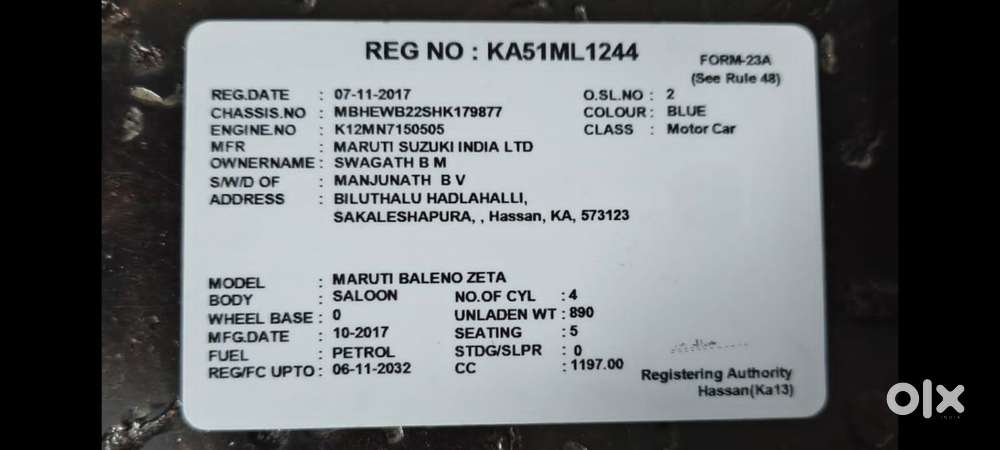 REG NO : KA51ML1244
FORM-23A
(See Rule 48)
REG.DATE : 07-11-2017 O.SL.NO : 2
CHASSIS.NO : MBHEWB22SHK179877 COLOUR : BLUE
ENGINE.NO : K12MN7150505 CLASS : Motor Car
MFR : MARUTI SUZUKI INDIA LTD
OWNERNAME : SWAGATH B M
S/W/D OF : MANJUNATH B V
ADDRESS : BILUTHALU HADLAHALLI,
SAKALESHAPURA, , Hassan, KA, 573123
MODEL : MARUTI BALENO ZETA
BODY : SALOON NO.OF CYL : 4
WHEEL BASE : 0 UNLADEN WT : 890
MFG.DATE : 10-2017 SEATING : 5
FUEL : PETROL STDG/SLPR : 0
REG/FC UPTO : 06-11-2032 CC : 1197.00
Registering Authority
Hassan(Ka13)
olx
INDIA